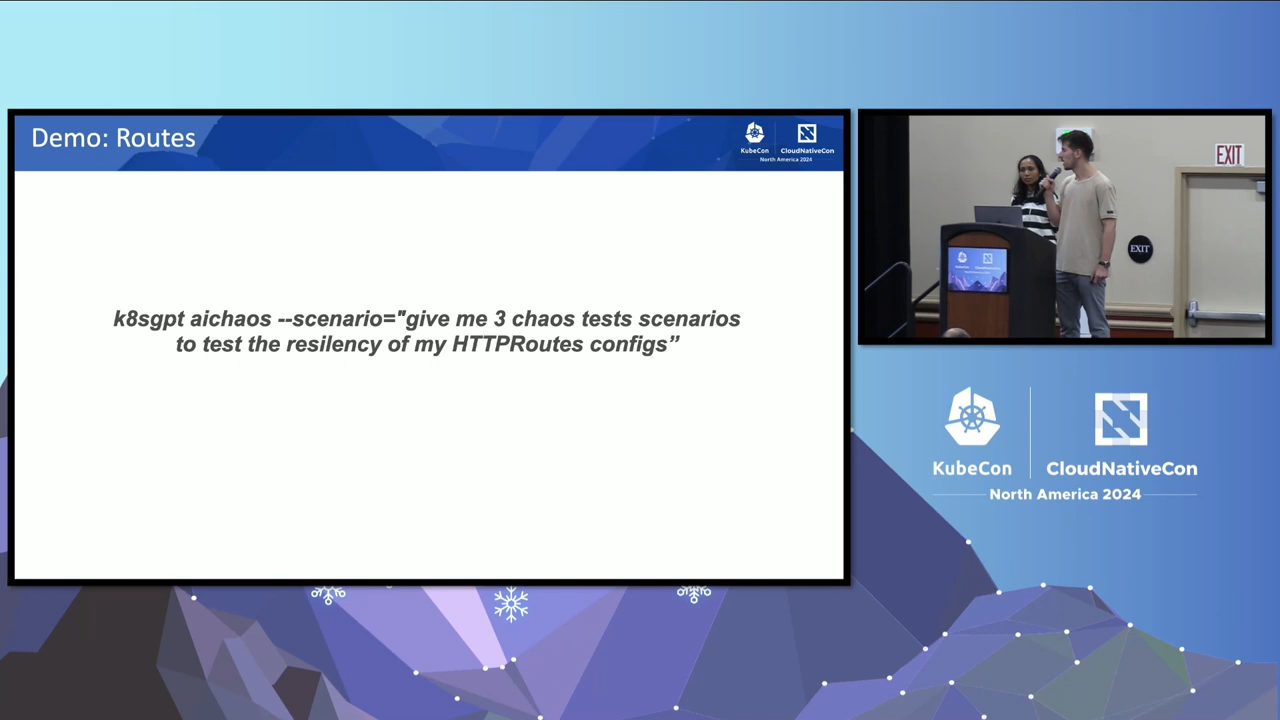 Demo: Routes
KubeCon
CloudNativeCon
North America 2024
k8sgpt aichaos --scenario="give me 3 chaos tests scenarios
to test the resilency of my HTTPRoutes configs”
EXIT
EXIT
KubeCon
CloudNativeCon
North America 2024